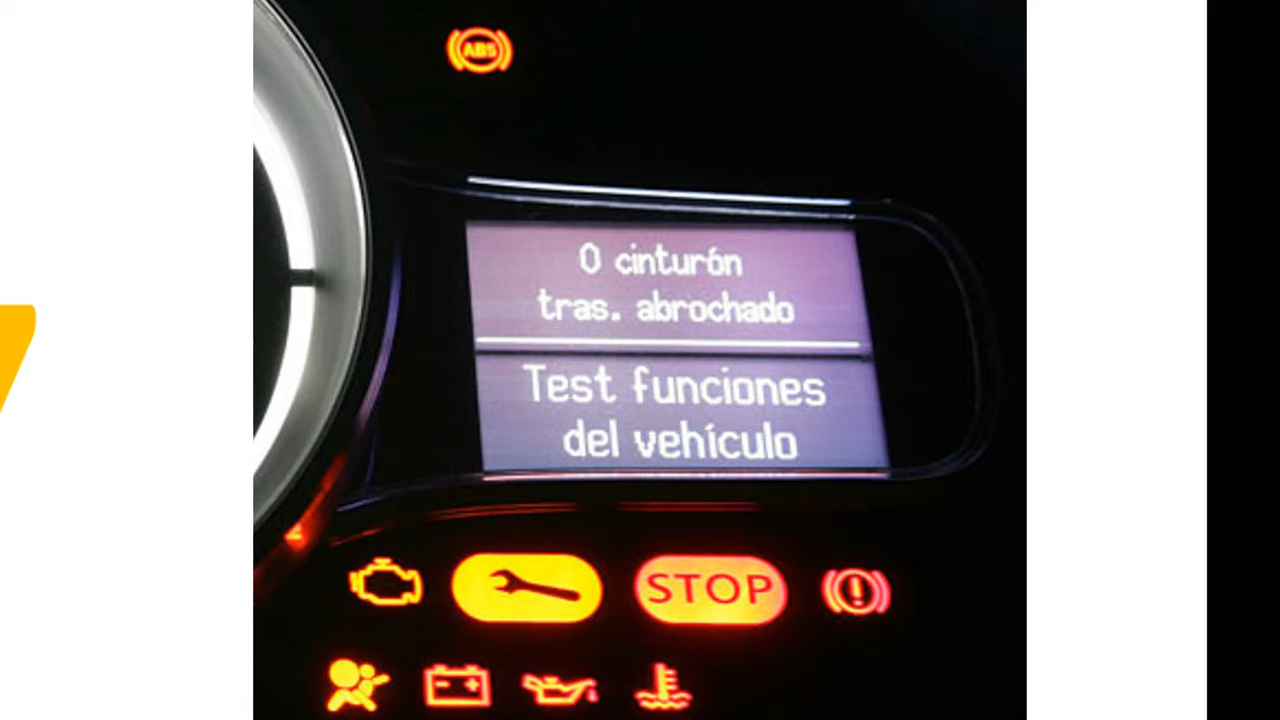 ABS
0 cinturón
tras. abrochado
Test funciones
del vehículo
STOP